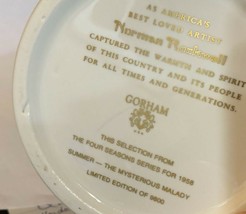 AS AMERICA'S
BEST LOVED ARTIST
Norman Rockwell
CAPTURED THE WARMTH AND SPIRIT
OF THIS COUNTRY AND ITS PEOPLE
FOR ALL TIMES AND GENERATIONS.
GORHAM
THIS SELECTION FROM
THE FOUR SEASONS SERIES FOR 1958
SUMMER — THE MYSTERIOUS MALADY
LIMITED EDITION OF 9600